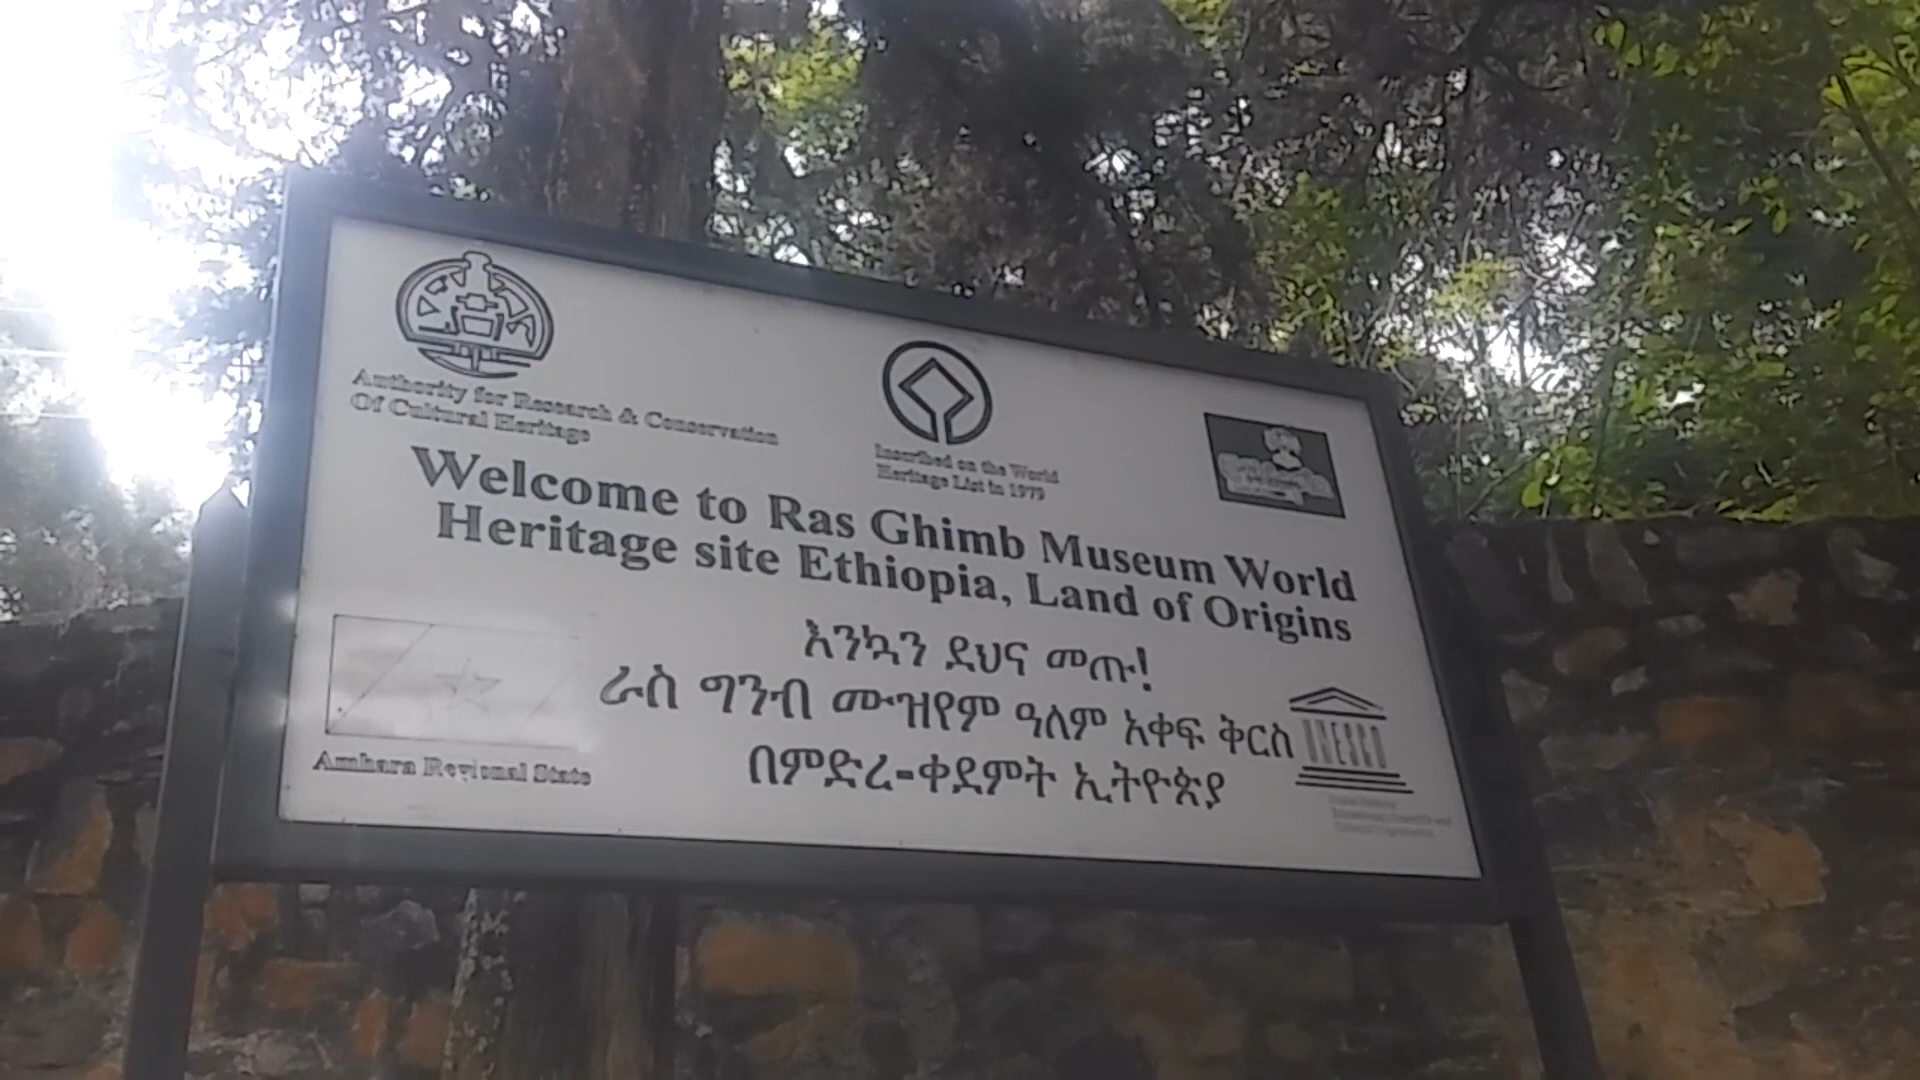 Authority for Research & Conservation
Of Cultural Heritage
Inscribed on the World
Heritage List in 1979
Welcome to Ras Ghimb Museum World
Heritage site Ethiopia, Land of Origins
እንኳን ደህና መጡ!
ራስ ግንብ ሙዝየም ዓለም አቀፍ ቅርስ
በምድረ-ቀደምት ኢትዮጵያ
Amhara Regional State
UNESCO